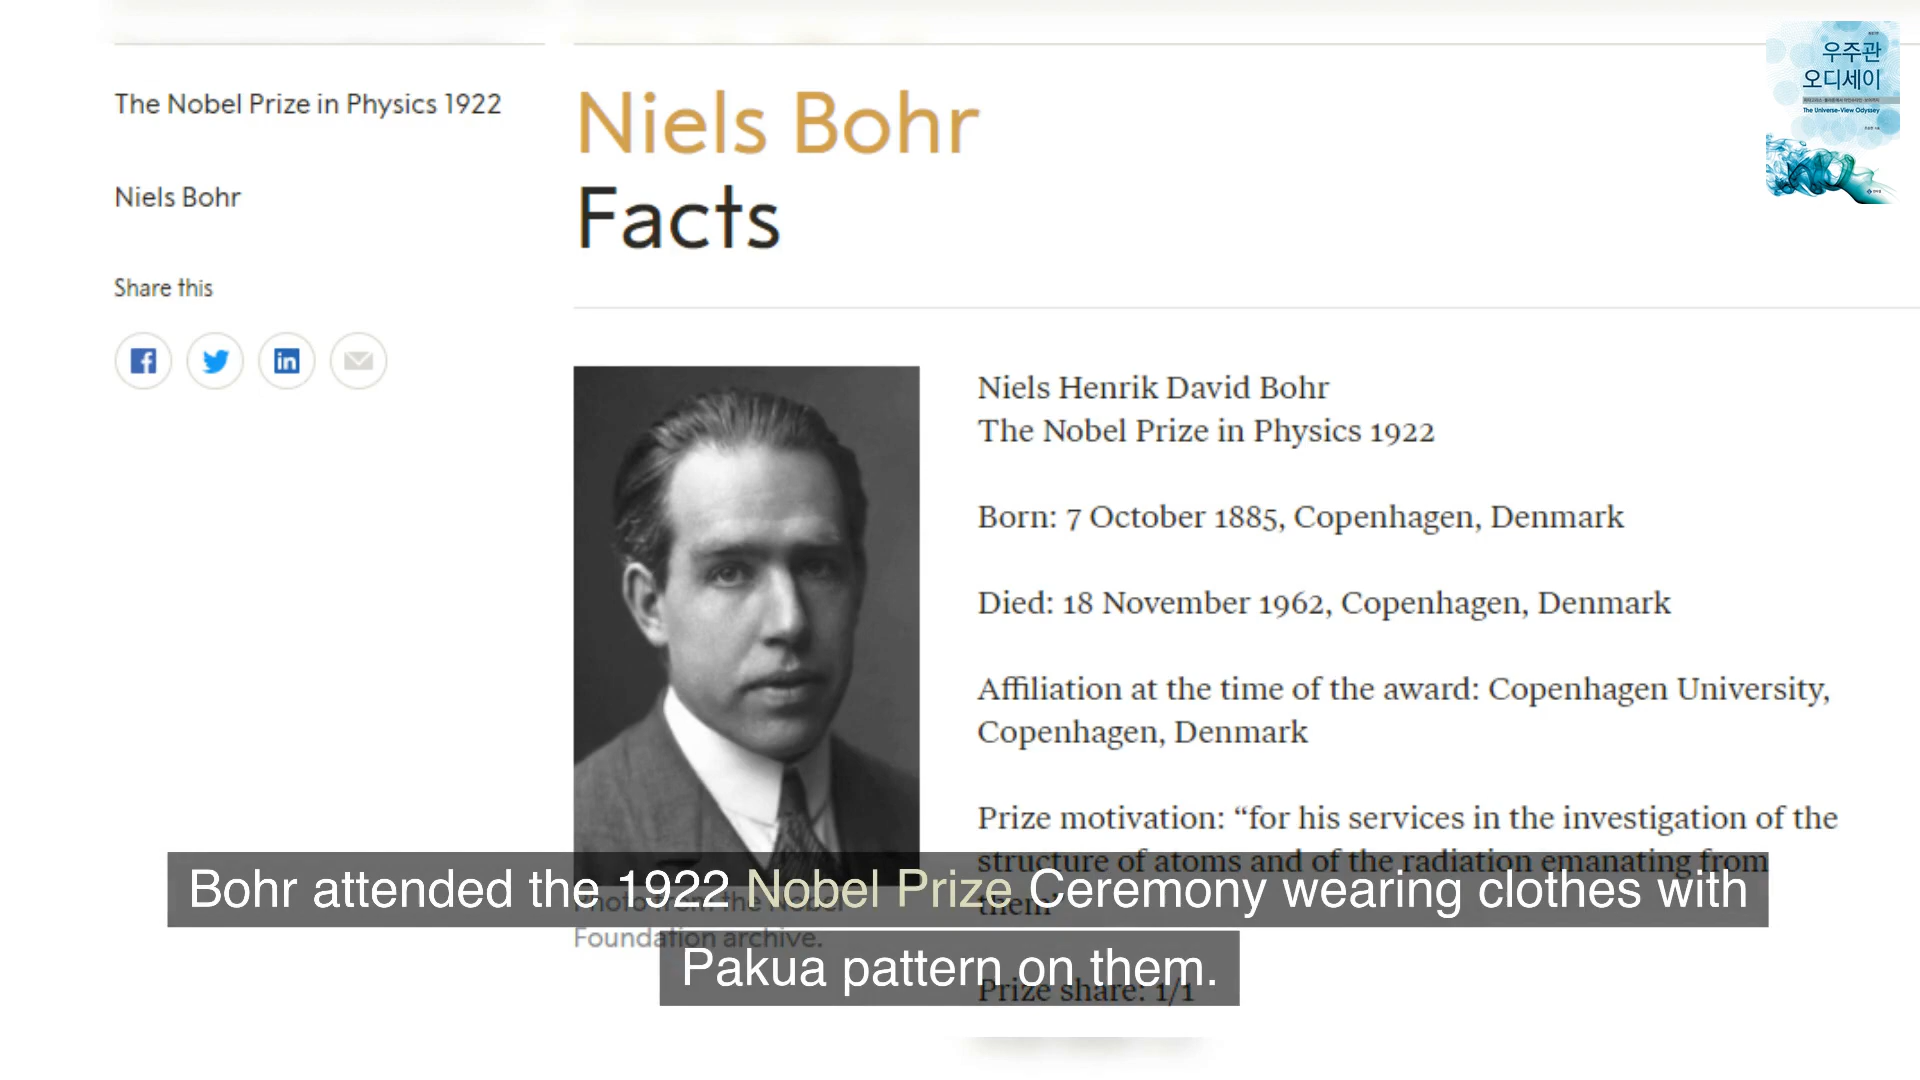 The Nobel Prize in Physics 1922
Niels Bohr
Share this
Niels Bohr
Facts
Niels Henrik David Bohr
The Nobel Prize in Physics 1922
Born: 7 October 1885, Copenhagen, Denmark
Died: 18 November 1962, Copenhagen, Denmark
Affiliation at the time of the award: Copenhagen University,
Copenhagen, Denmark
Prize motivation: “for his services in the investigation of the
structure of atoms and of the radiation emanating from
them”
Prize share: 1/1
Photo from the Nobel
Foundation archive.
Bohr attended the 1922 Nobel Prize Ceremony wearing clothes with
Pakua pattern on them.
우주관
오디세이
The Universe-View Odyssey